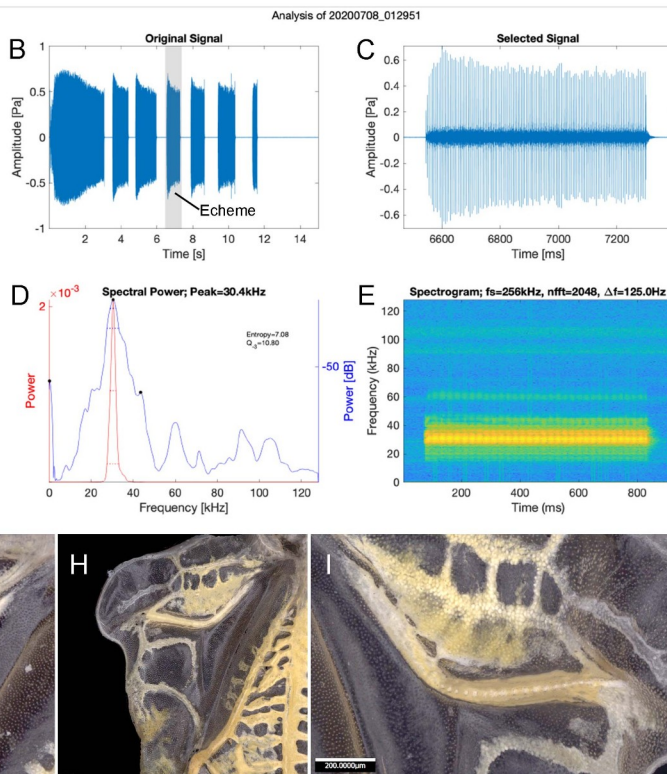 Analysis of 20200708_012951
B
Original Signal
Amplitude [Pa]
1
0.5
0
-0.5
-1
2 4 6 8 10 12 14
Time [s]
Echeme
C
Selected Signal
Amplitude [Pa]
0.6
0.4
0.2
0
-0.2
-0.4
-0.6
6600 6800 7000 7200
Time [ms]
D
Spectral Power; Peak=30.4kHz
×10⁻³
2
Power
0
Entropy=7.08
Q₋₃=10.80
-50
Power [dB]
0 20 40 60 80 100 120
Frequency [kHz]
E
Spectrogram; fs=256kHz, nfft=2048, Δf=125.0Hz
Frequency (kHz)
120
100
80
60
40
20
0
200 400 600 800
Time (ms)
H
I
200.0000µm